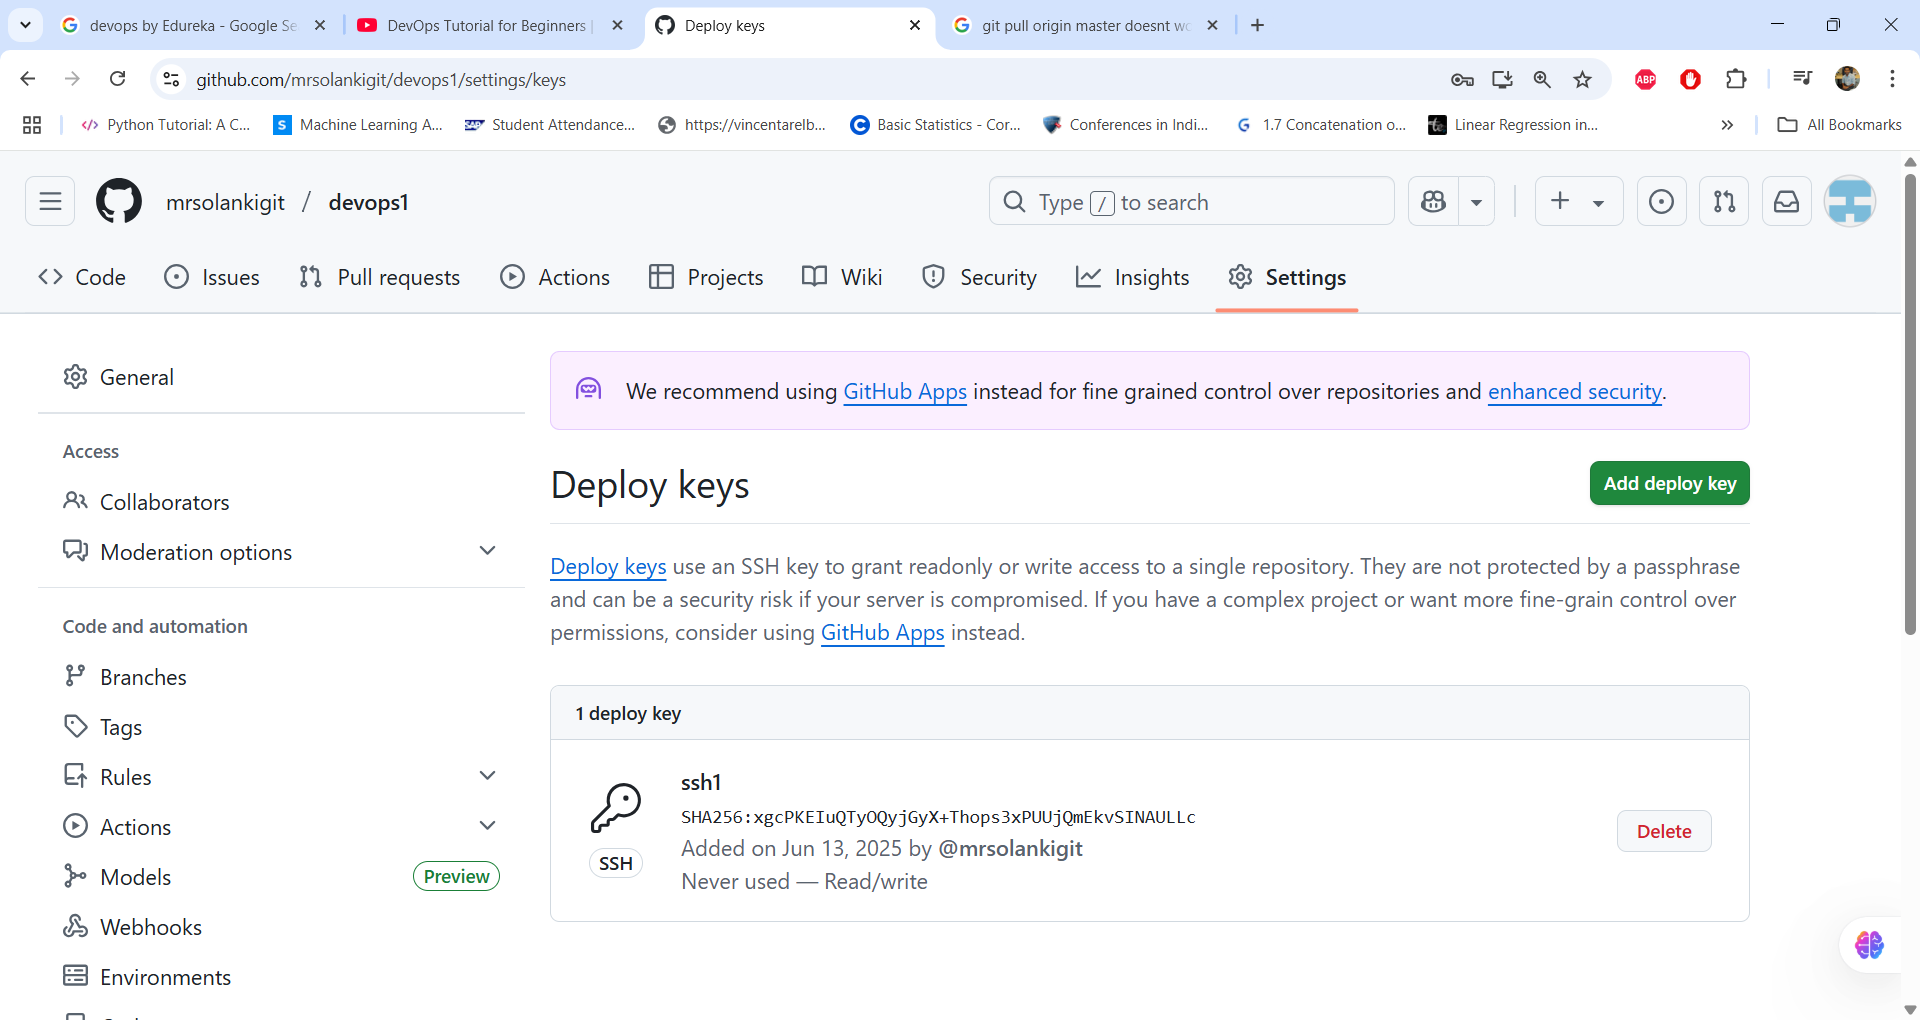 devops by Edureka - Google Se
DevOps Tutorial for Beginners |
Deploy keys
git pull origin master doesnt wo
github.com/mrsolankigit/devops1/settings/keys
ABP
Python Tutorial: A C...
S
Machine Learning A...
Student Attendance...
https://vincentarelb...
C
Basic Statistics - Cor...
Conferences in Indi...
G
1.7 Concatenation o...
Linear Regression in...
All Bookmarks
mrsolankigit / devops1
Type / to search
Code
Issues
Pull requests
Actions
Projects
Wiki
Security
Insights
Settings
General
Access
Collaborators
Moderation options
Code and automation
Branches
Tags
Rules
Actions
Models
Preview
Webhooks
Environments
We recommend using GitHub Apps instead for fine grained control over repositories and enhanced security.
Deploy keys
Add deploy key
Deploy keys use an SSH key to grant readonly or write access to a single repository. They are not protected by a passphrase
and can be a security risk if your server is compromised. If you have a complex project or want more fine-grain control over
permissions, consider using GitHub Apps instead.
1 deploy key
SSH
ssh1
SHA256:xgcPKEIuQTyOQyjGyX+Thops3xPUUjQmEkvSINAULLc
Added on Jun 13, 2025 by @mrsolankigit
Never used — Read/write
Delete